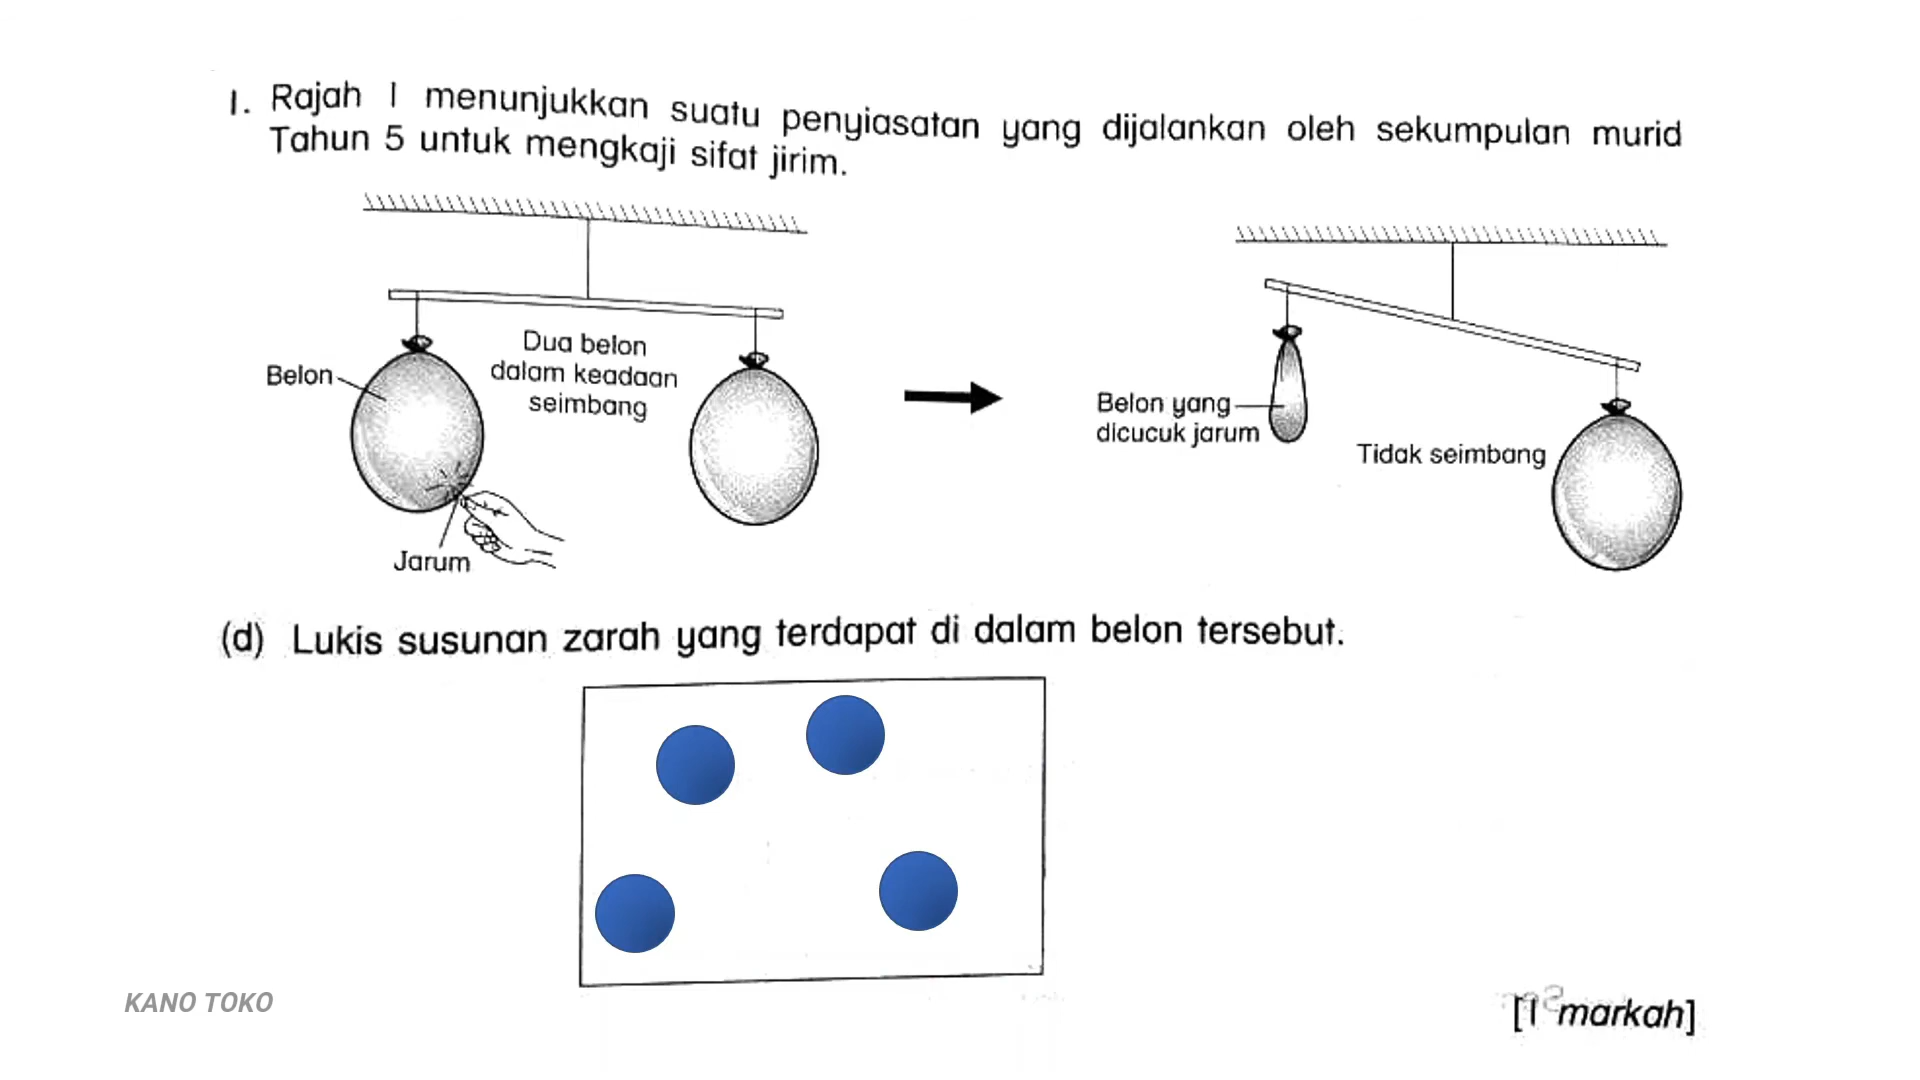 1. Rajah 1 menunjukkan suatu penyiasatan yang dijalankan oleh sekumpulan murid
Tahun 5 untuk mengkaji sifat jirim.
Belon
Dua belon
dalam keadaan
seimbang
Jarum
Belon yang
dicucuk jarum
Tidak seimbang
(d) Lukis susunan zarah yang terdapat di dalam belon tersebut.
KANO TOKO
[1 markah]